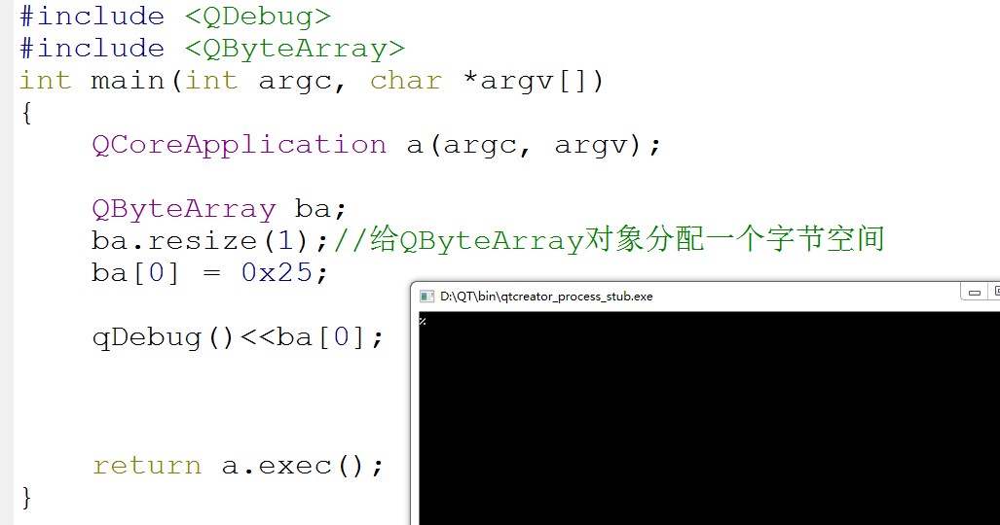 #include <QDebug>
#include <QByteArray>
int main(int argc, char *argv[])
{
    QCoreApplication a(argc, argv);
    QByteArray ba;
    ba.resize(1);//给QByteArray对象分配一个字节空间
    ba[0] = 0x25;
D:\QT\bin\qtcreator_process_stub.exe
%
    qDebug()<<ba[0];
    return a.exec();
}